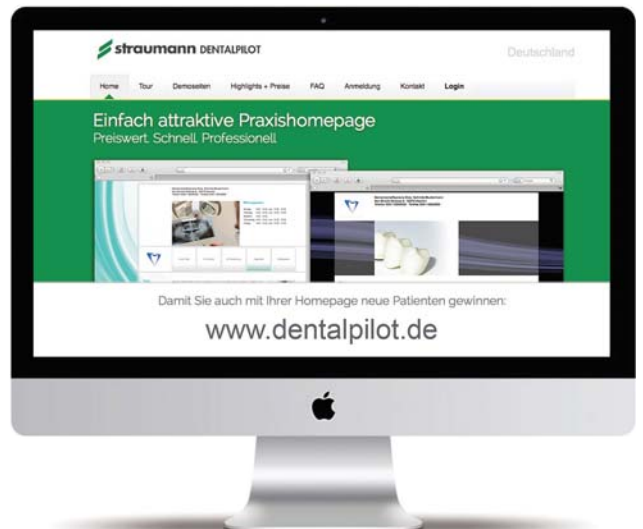 straumann DENTALPILOT
Deutschland
Home Tour Demoseiten Highlights + Preise FAQ Anmeldung Kontakt Login
Einfach attraktive Praxishomepage
Preiswert. Schnell. Professionell.
Damit Sie auch mit Ihrer Homepage neue Patienten gewinnen:
www.dentalpilot.de